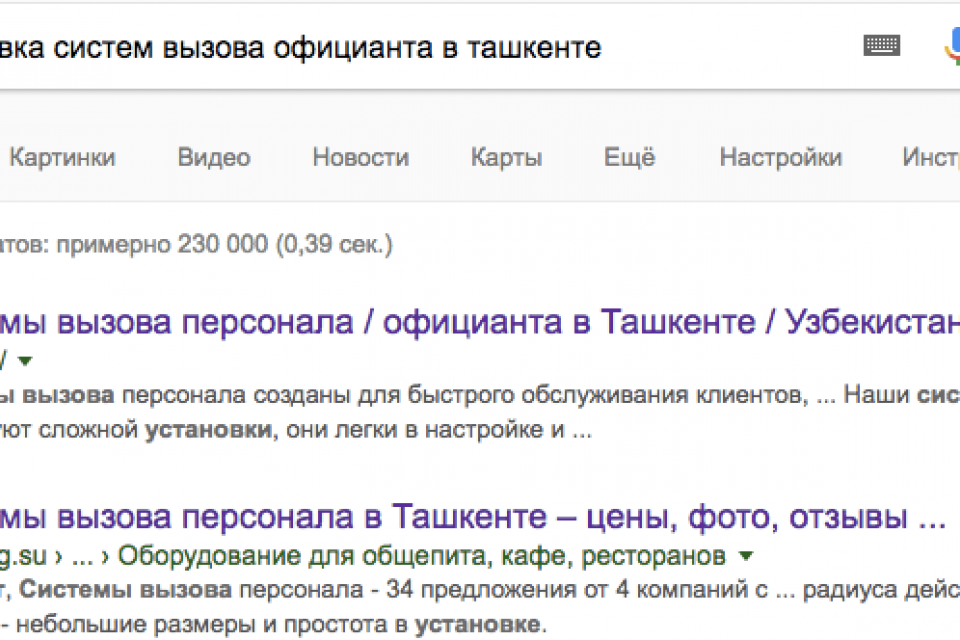 вка систем вызова официанта в ташкенте
Картинки Видео Новости Карты Ещё Настройки Инст
атов: примерно 230 000 (0,39 сек.)
мы вызова персонала / официанта в Ташкенте / Узбекистан
/
ы вызова персонала созданы для быстрого обслуживания клиентов, ... Наши сис
уют сложной установки, они легки в настройке и ...
мы вызова персонала в Ташкенте – цены, фото, отзывы ...
g.su › ... › Оборудование для общепита, кафе, ресторанов
т, Системы вызова персонала - 34 предложения от 4 компаний с ... радиуса дейс
- небольшие размеры и простота в установке.